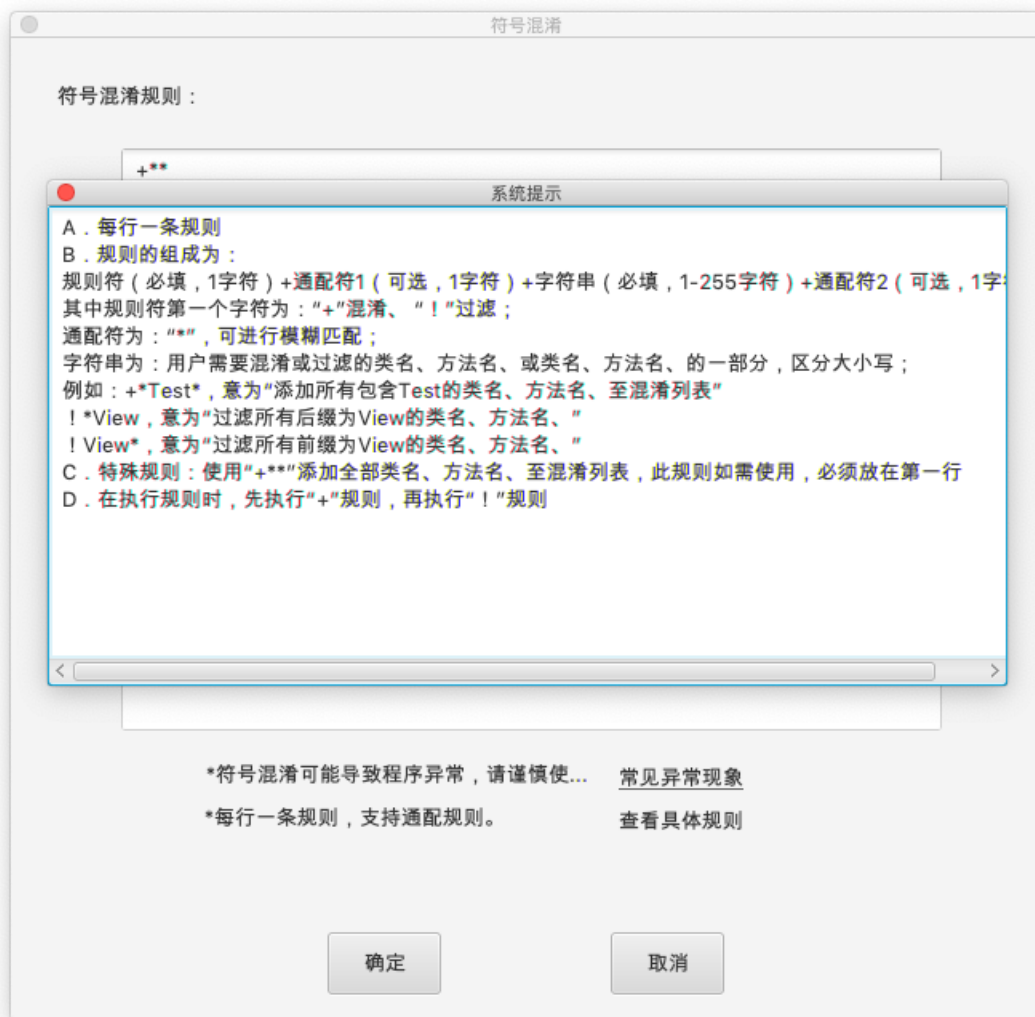 符号混淆
符号混淆规则：
+**
系统提示
A．每行一条规则
B．规则的组成为：
规则符（必填，1字符）+通配符1（可选，1字符）+字符串（必填，1-255字符）+通配符2（可选，1字
其中规则符第一个字符为：“+”混淆、“！”过滤；
通配符为：“*”，可进行模糊匹配；
字符串为：用户需要混淆或过滤的类名、方法名、或类名、方法名、的一部分，区分大小写；
例如：+*Test*，意为“添加所有包含Test的类名、方法名、至混淆列表”
！*View，意为“过滤所有后缀为View的类名、方法名、”
！View*，意为“过滤所有前缀为View的类名、方法名、”
C．特殊规则：使用“+**”添加全部类名、方法名、至混淆列表，此规则如需使用，必须放在第一行
D．在执行规则时，先执行“+”规则，再执行“！”规则
*符号混淆可能导致程序异常，请谨慎使... 常见异常现象
*每行一条规则，支持通配规则。 查看具体规则
确定 取消